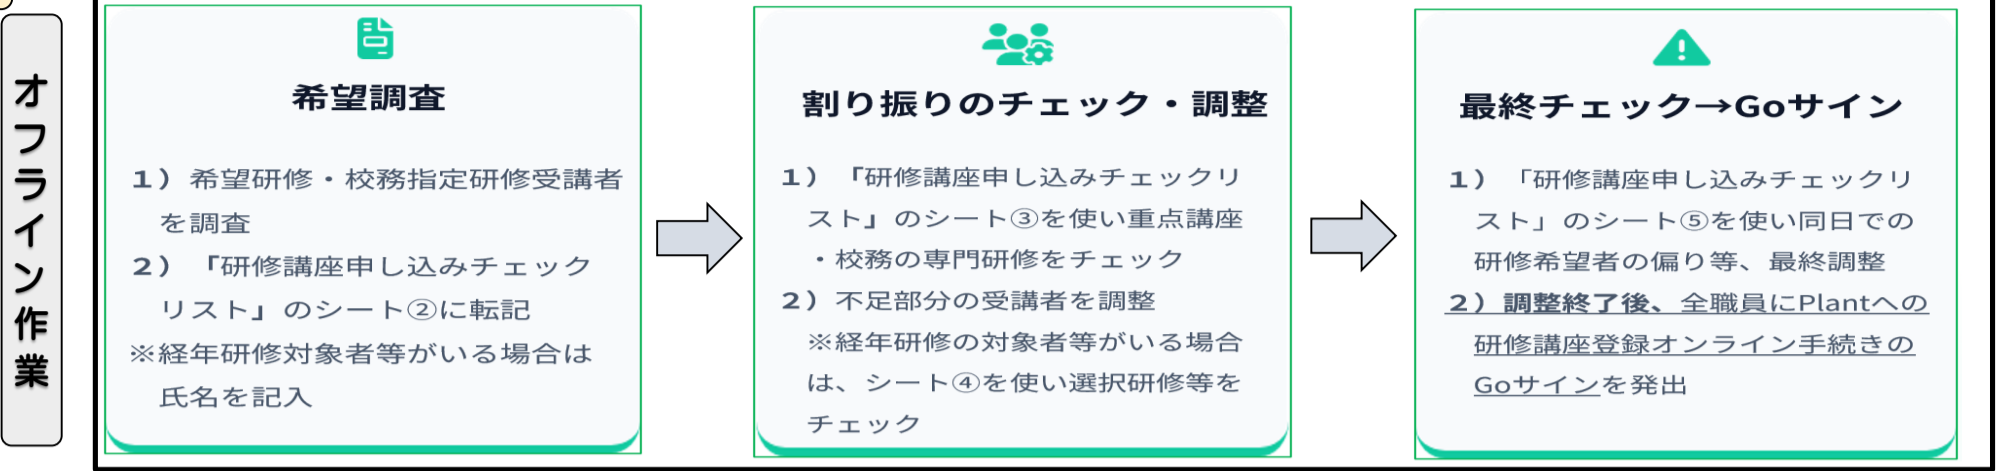 オフライン作業
希望調査
1）希望研修・校務指定研修受講者
を調査
2）「研修講座申し込みチェック
リスト」のシート②に転記
※経年研修対象者等がいる場合は
氏名を記入
割り振りのチェック・調整
1）「研修講座申し込みチェックリ
スト」のシート③を使い重点講座
・校務の専門研修をチェック
2）不足部分の受講者を調整
※経年研修の対象者等がいる場合
は、シート④を使い選択研修等を
チェック
最終チェック→Goサイン
1）「研修講座申し込みチェックリ
スト」のシート⑤を使い同日での
研修希望者の偏り等、最終調整
2）調整終了後、全職員にPlantへの
研修講座登録オンライン手続きの
Goサインを発出